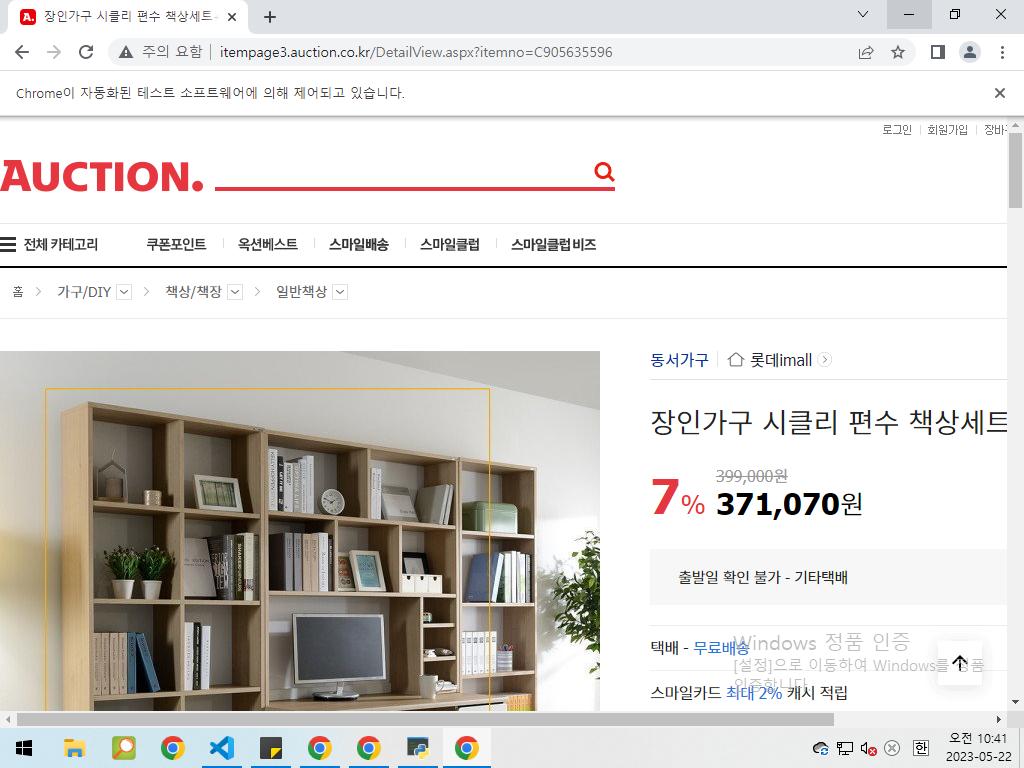 장인가구 시클리 편수 책상세트 -
주의 요함
itempage3.auction.co.kr/DetailView.aspx?itemno=C905635596
Chrome이 자동화된 테스트 소프트웨어에 의해 제어되고 있습니다.
로그인 회원가입 장바
AUCTION.
전체 카테고리 쿠폰포인트 옥션베스트 스마일배송 스마일클럽 스마일클럽 비즈
홈 가구/DIY 책상/책장 일반책상
동서가구 롯데imall
장인가구 시클리 편수 책상세트
399,000원
7% 371,070원
출발일 확인 불가 - 기타택배
택배 - 무료배송
Windows 정품 인증
[설정]으로 이동하여 Windows를 정품
인증합니다.
스마일카드 최대 2% 캐시 적립
한
오전 10:41
2023-05-22